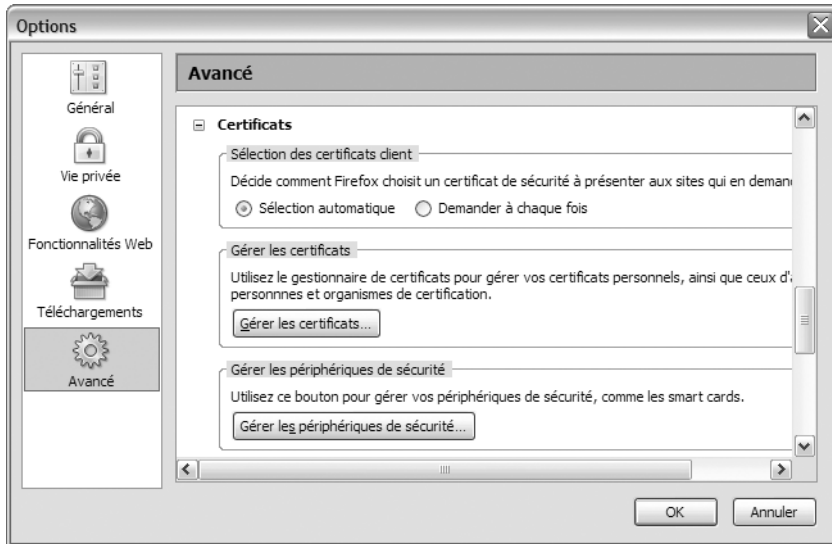 Options
Général
Vie privée
Fonctionnalités Web
Téléchargements
Avancé
Avancé
Certificats
Sélection des certificats client
Décide comment Firefox choisit un certificat de sécurité à présenter aux sites qui en
Sélection automatique Demander à chaque fois
Gérer les certificats
Utilisez le gestionnaire de certificats pour gérer vos certificats personnels, ainsi que ceux
personnnes et organismes de certification.
Gérer les certificats...
Gérer les périphériques de sécurité
Utilisez ce bouton pour gérer vos périphériques de sécurité, comme les smart cards.
Gérer les périphériques de sécurité...
OK Annuler